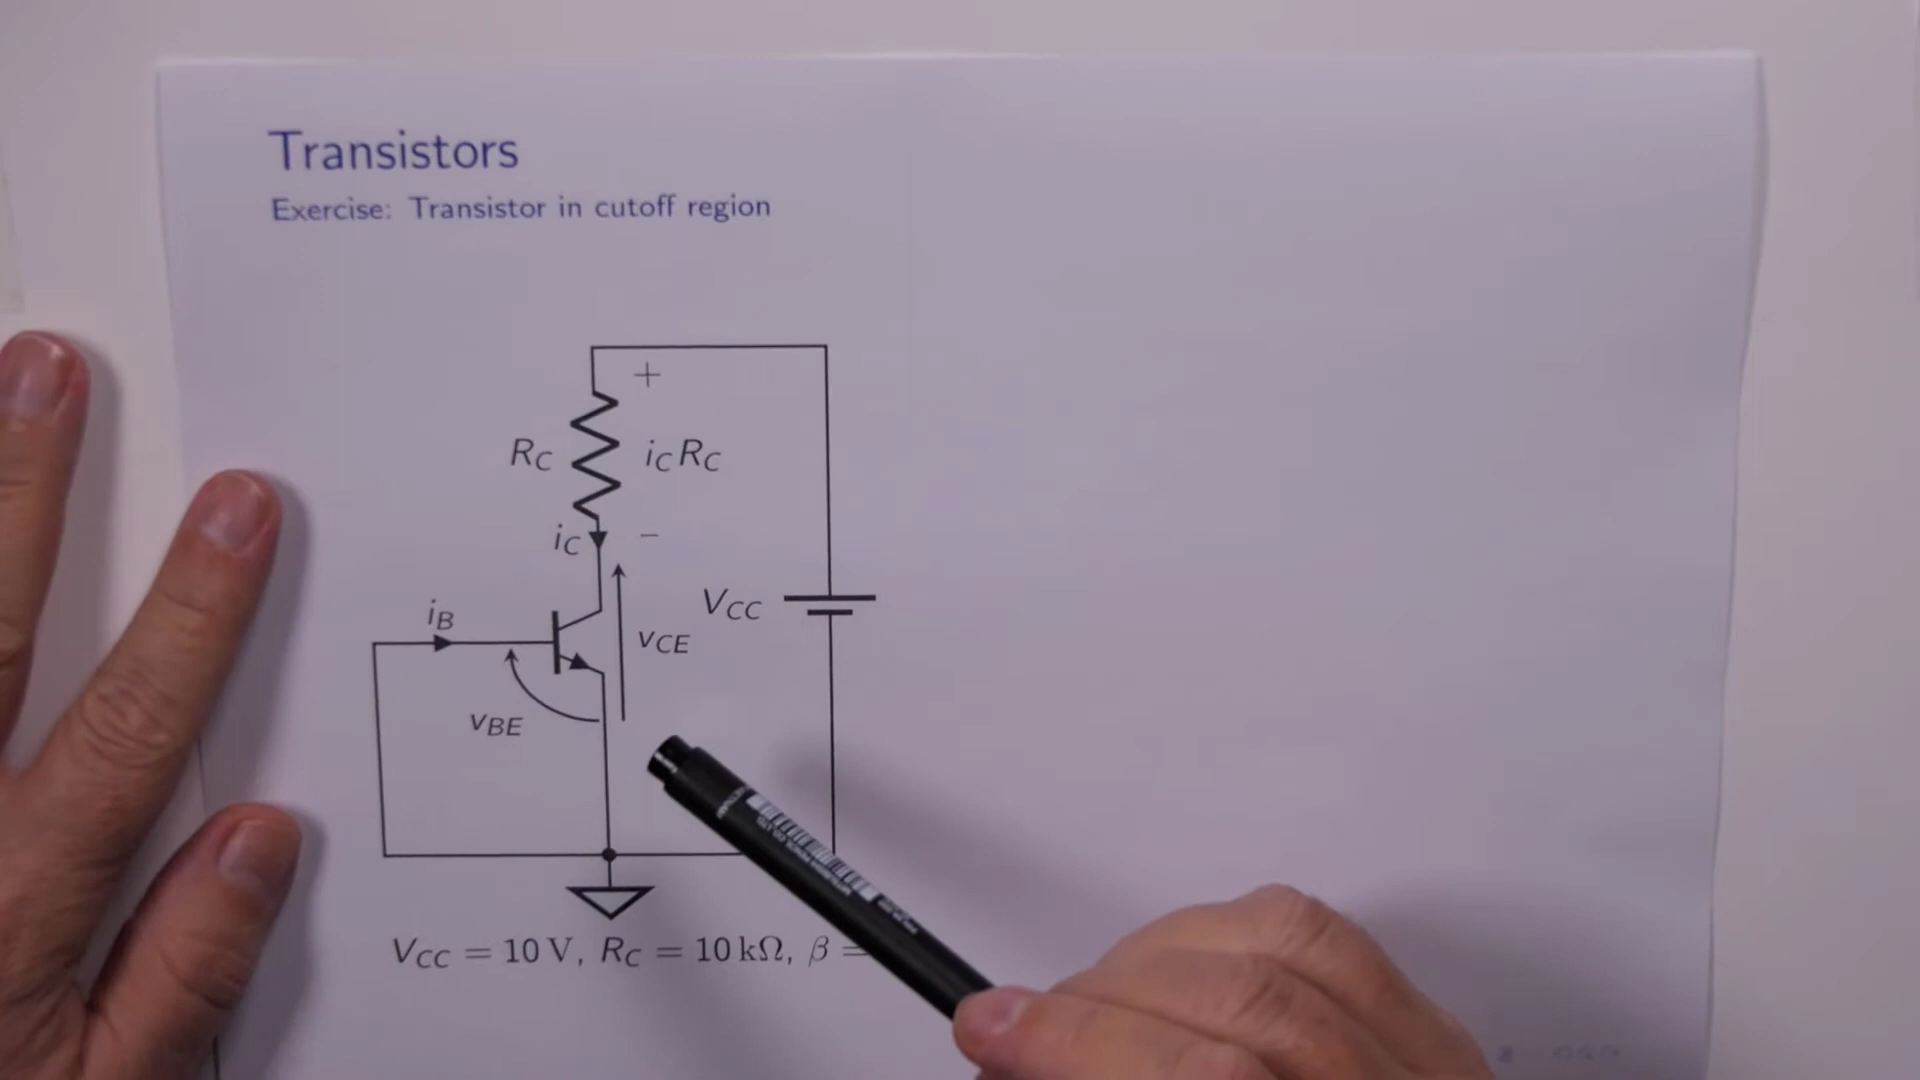 Transistors
Exercise: Transistor in cutoff region
+
R_C
i_C R_C
i_C
−
i_B
V_CC
v_CE
v_BE
V_CC = 10 V, R_C = 10 kΩ, β =